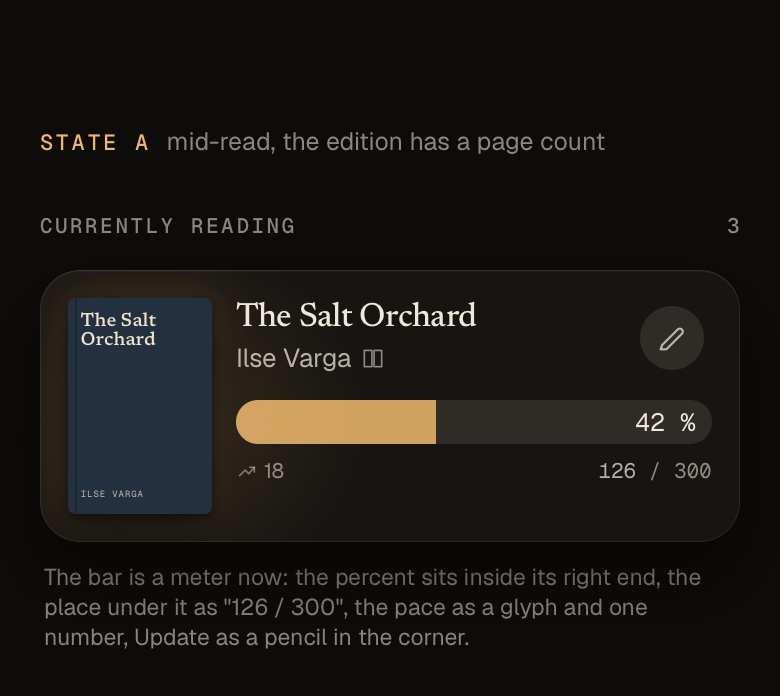 STATE A mid-read, the edition has a page count
CURRENTLY READING 3
The Salt
Orchard
ILSE VARGA
The Salt Orchard
Ilse Varga
42 %
18 126 / 300
The bar is a meter now: the percent sits inside its right end, the
place under it as "126 / 300", the pace as a glyph and one
number, Update as a pencil in the corner.